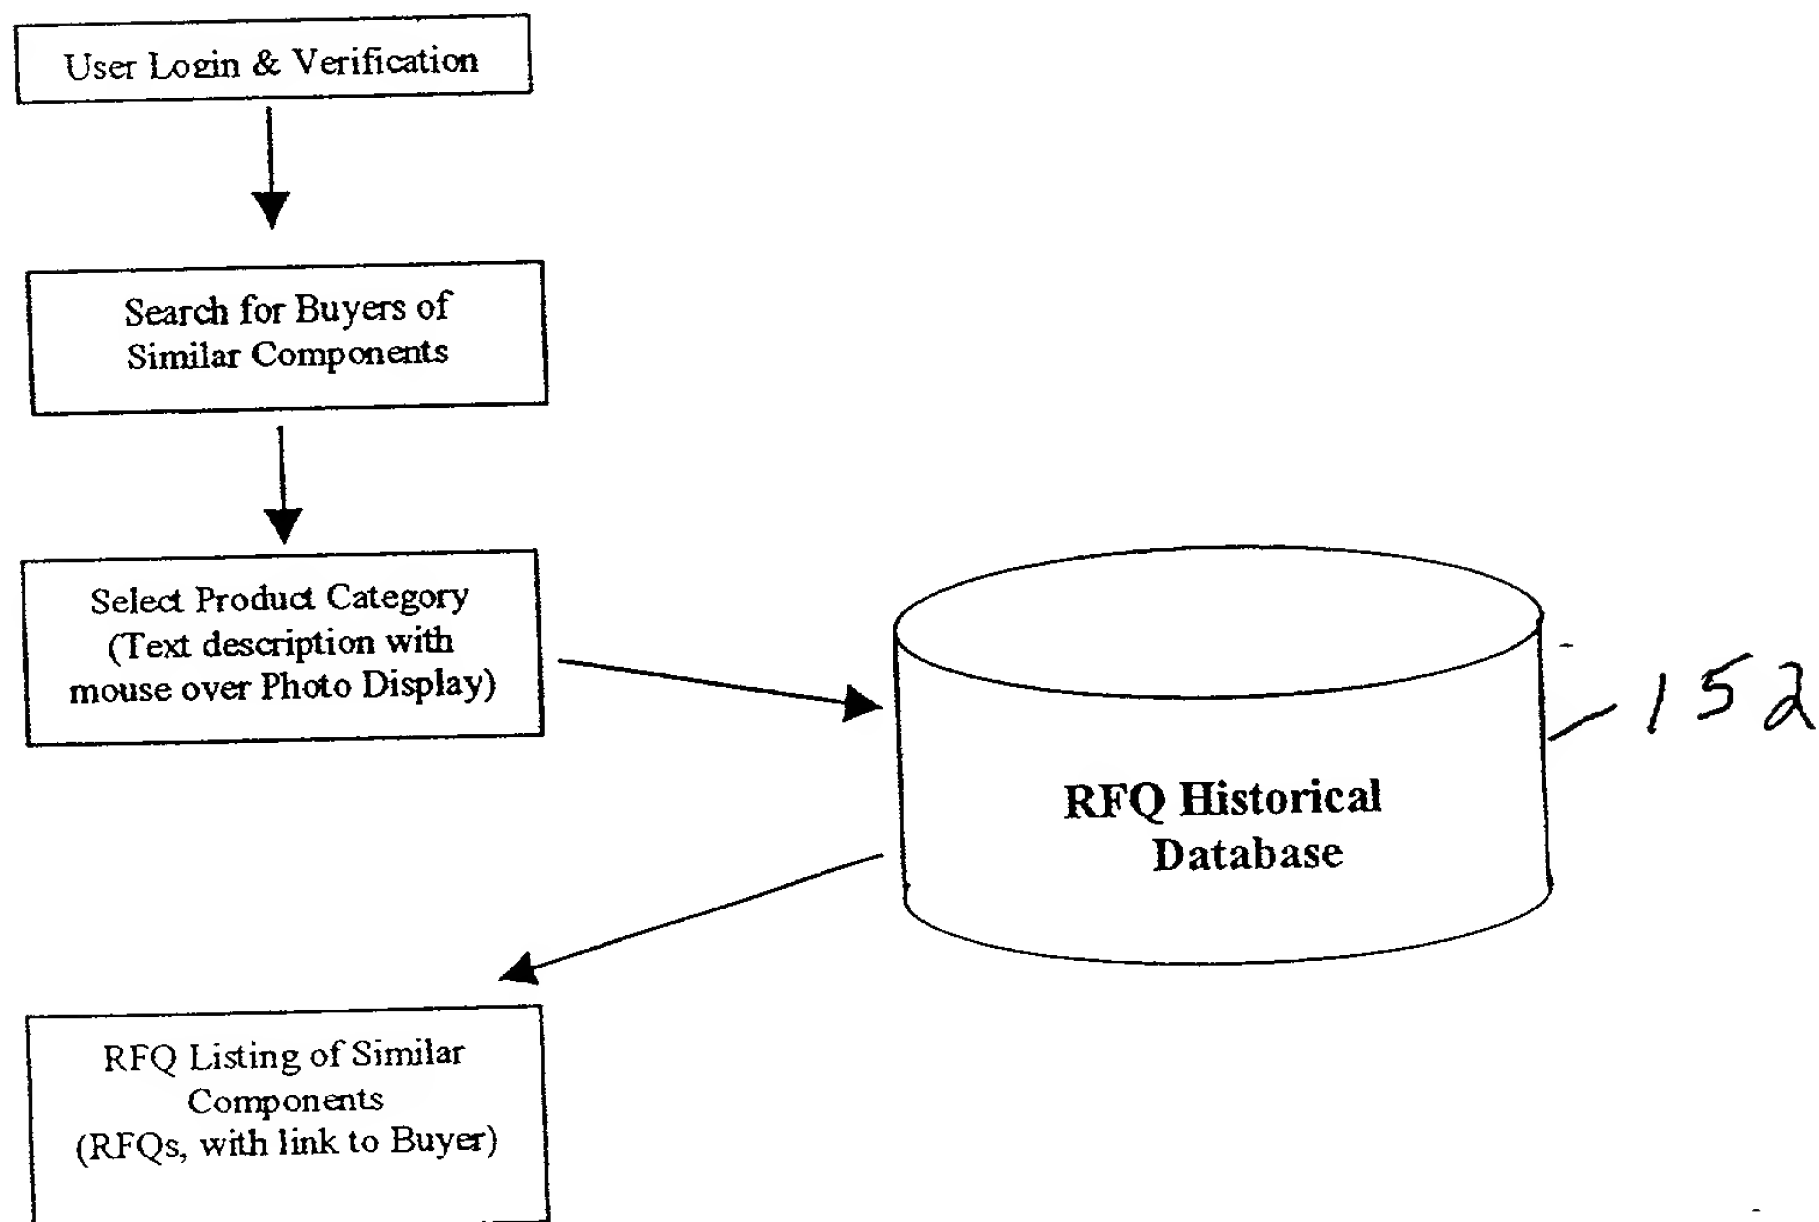 User Login & Verification
Search for Buyers of
Similar Components
Select Product Category
(Text description with
mouse over Photo Display)
152
RFQ Historical
Database
RFQ Listing of Similar
Components
(RFQs, with link to Buyer)